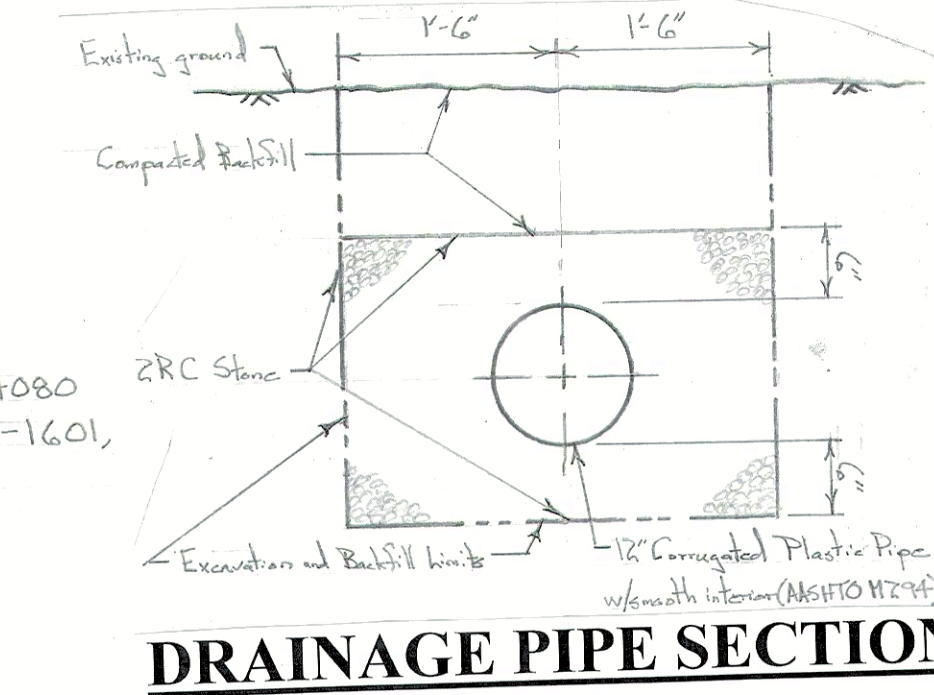 1'-6" 1'-6"
Existing ground
Compacted Backfill
6"
2RC Stone
+080
-1601,
6"
Excavation and Backfill Limits
12" Corrugated Plastic Pipe
w/smooth interior (AASHTO M294)
DRAINAGE PIPE SECTION